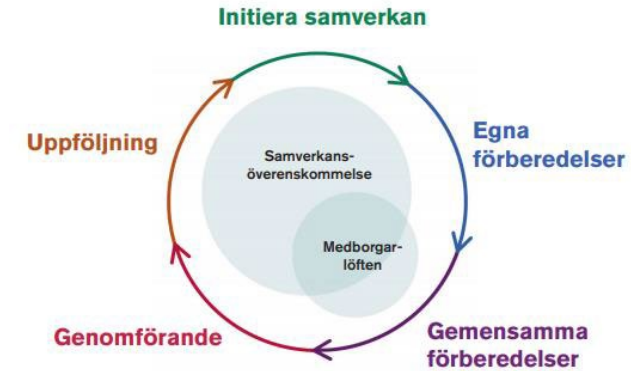 Initiera samverkan
Uppföljning
Egna
förberedelser
Samverkans-
överenskommelse
Medborgar-
löften
Genomförande
Gemensamma
förberedelser